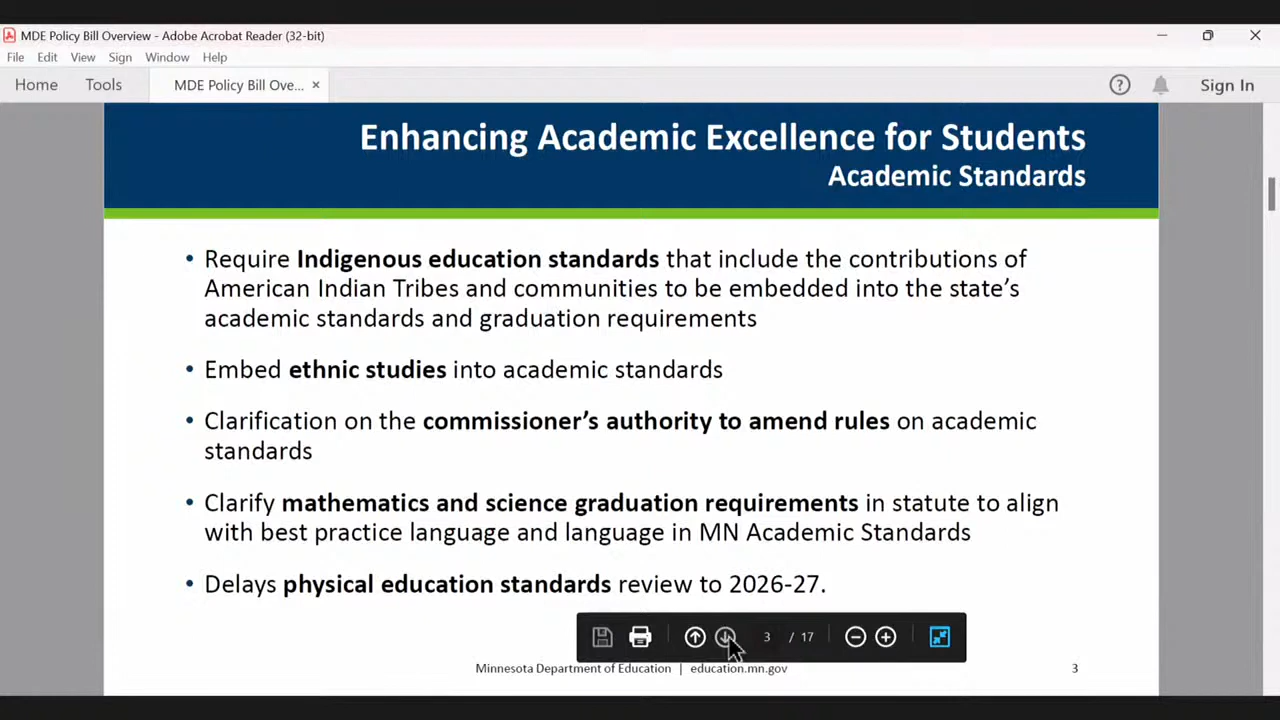 MDE Policy Bill Overview - Adobe Acrobat Reader (32-bit)
File Edit View Sign Window Help
Home Tools MDE Policy Bill Ove... × Sign In
Enhancing Academic Excellence for Students
Academic Standards
• Require Indigenous education standards that include the contributions of
American Indian Tribes and communities to be embedded into the state’s
academic standards and graduation requirements
• Embed ethnic studies into academic standards
• Clarification on the commissioner’s authority to amend rules on academic
standards
• Clarify mathematics and science graduation requirements in statute to align
with best practice language and language in MN Academic Standards
• Delays physical education standards review to 2026-27.
3 / 17
Minnesota Department of Education | education.mn.gov 3